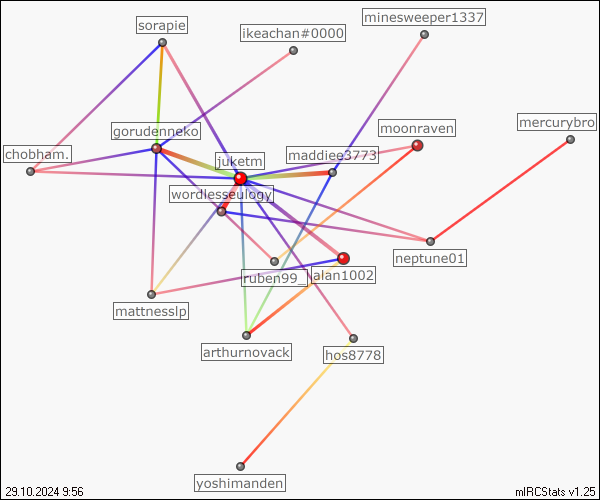 minesweeper1337
sorapie
ikeachan#0000
mercurybro
gorudenneko
moonraven
chobham.
juketm
maddiee3773
wordlesseulogy
neptune01
ruben99_
alan1002
mattnesslp
arthurnovack
hos8778
yoshimanden
29.10.2024 9:56
mIRCStats v1.25